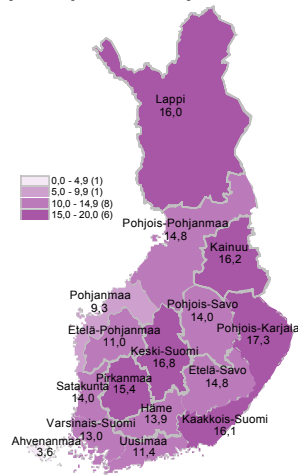 Lappi
16,0
0,0 - 4,9 (1)
5,0 - 9,9 (1)
10,0 - 14,9 (8)
15,0 - 20,0 (6)
Pohjois-Pohjanmaa
14,8
Kainuu
16,2
Pohjanmaa
9,3
Pohjois-Savo
14,0
Etelä-Pohjanmaa
11,0
Pohjois-Karjala
17,3
Keski-Suomi
16,8
Etelä-Savo
14,8
Pirkanmaa
15,4
Satakunta
14,0
Häme
13,9
Kaakkois-Suomi
16,1
Varsinais-Suomi
13,0
Uusimaa
11,4
Ahvenanmaa
3,6